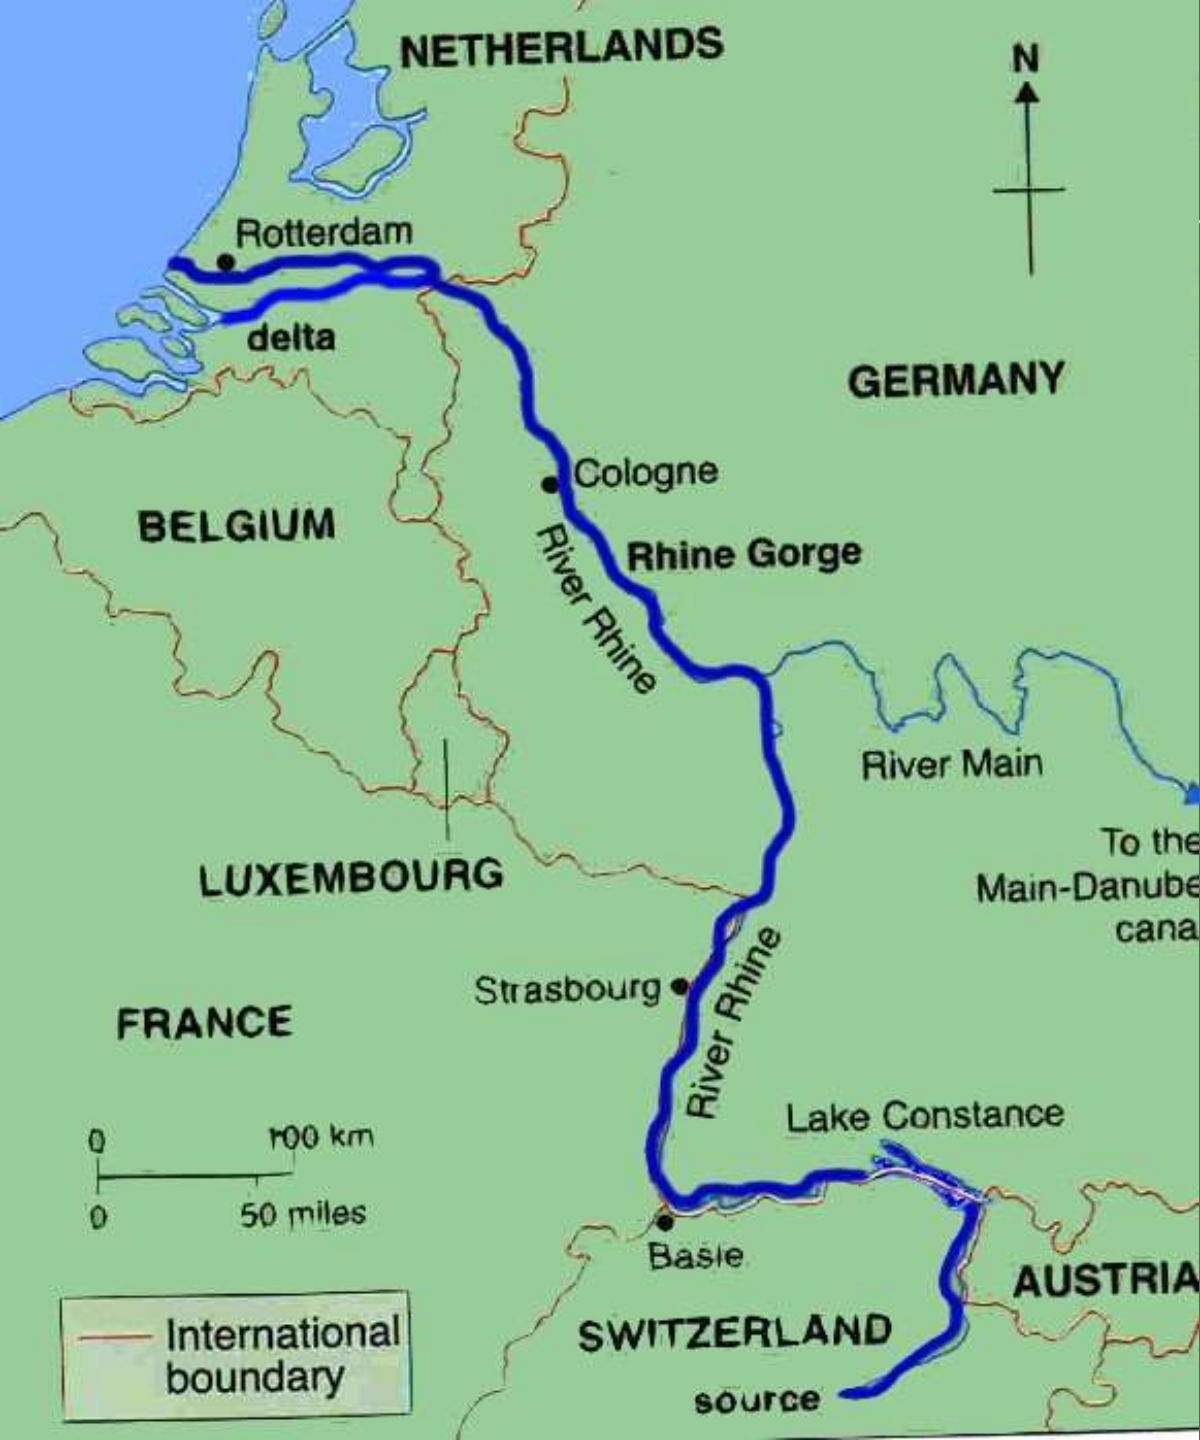 NETHERLANDS
N
Rotterdam
delta
GERMANY
Cologne
BELGIUM
Rhine Gorge
River Rhine
River Main
To the
Main-Danube
cana
LUXEMBOURG
Strasbourg
River Rhine
FRANCE
Lake Constance
0 100 km
0 50 miles
Basle
AUSTRIA
SWITZERLAND
source
International
boundary